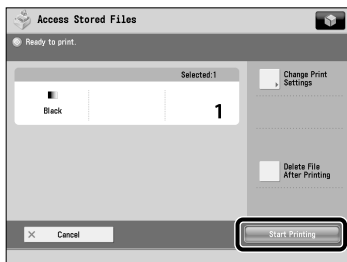 Access Stored Files
Ready to print.
Selected:1
Black
1
Change Print
Settings
Delete File
After Printing
Cancel
Start Printing